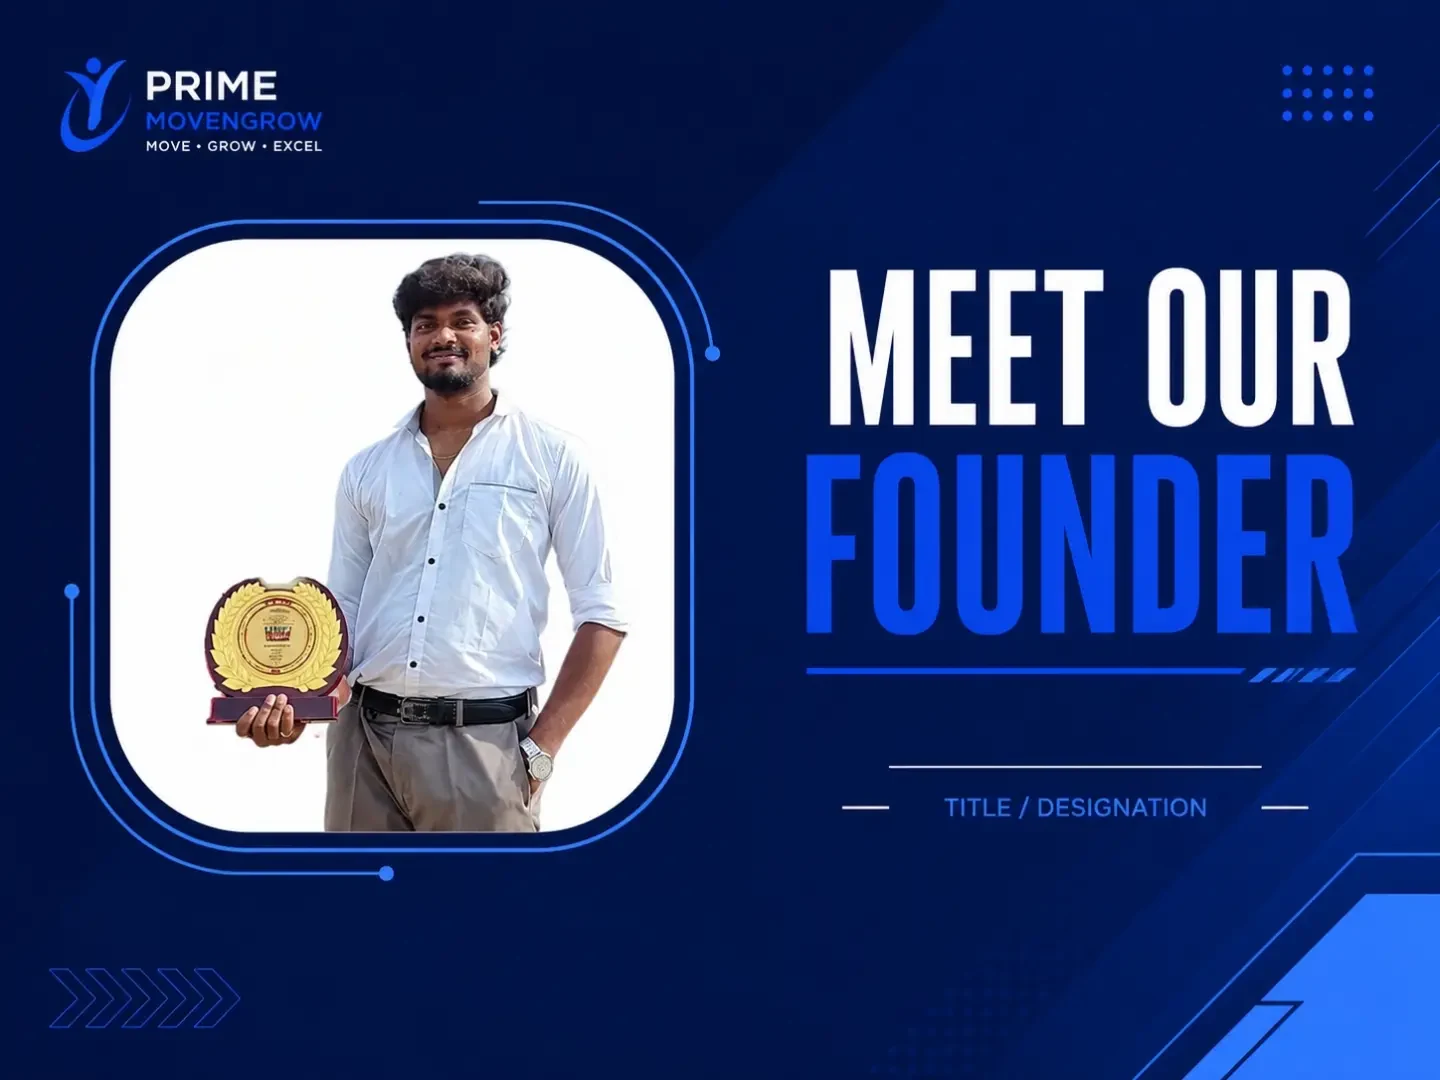 PRIME
MOVENGROW
MOVE • GROW • EXCEL
MEET OUR
FOUNDER
TITLE / DESIGNATION